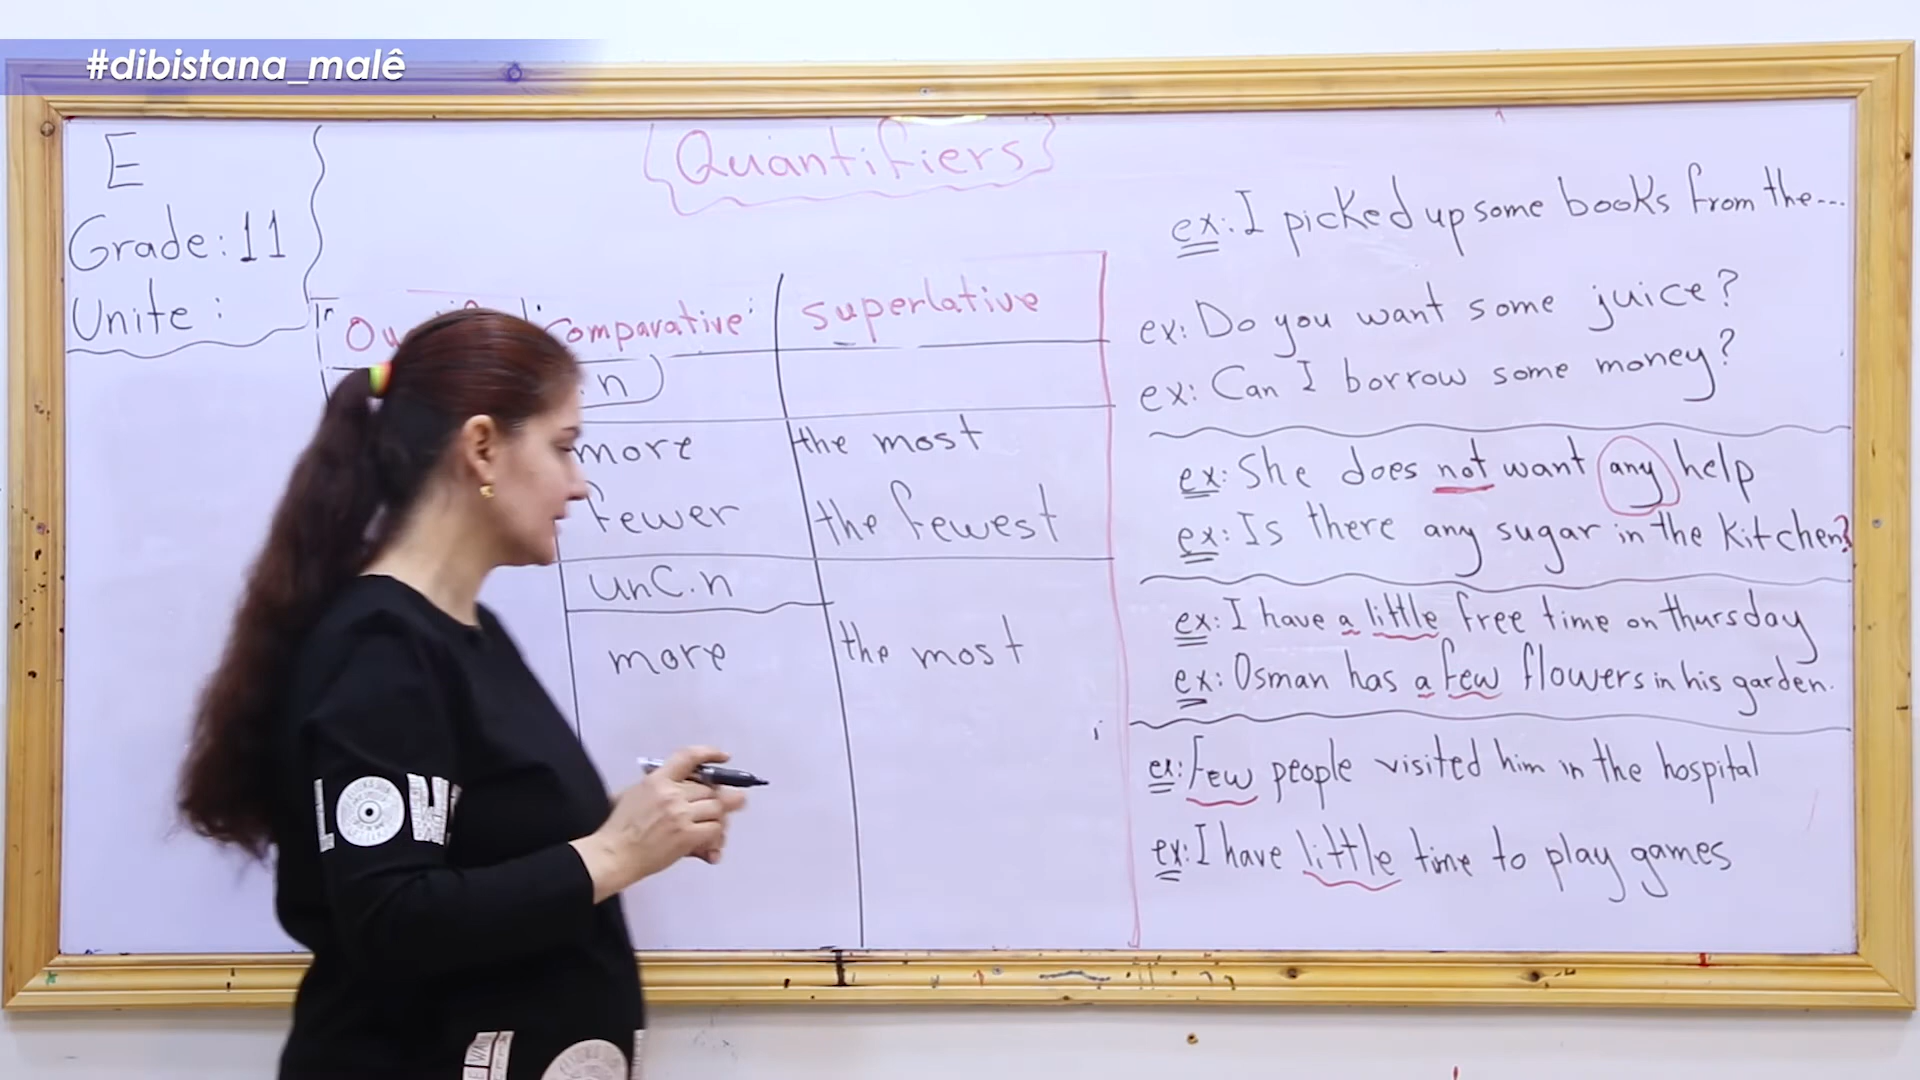 #dibistana_malê
E
Grade:11
Unite :
Quantifiers
comparative
superlative
.n
more
the most
fewer
the fewest
unC.n
more
the most
ex: I picked up some books from the...
ex: Do you want some juice?
ex: Can I borrow some money?
ex: She does not want any help
ex: Is there any sugar in the Kitchen?
ex: I have a little free time on thursday
ex: Osman has a few flowers in his garden.
ex: Few people visited him in the hospital
ex: I have little time to play games
LOW